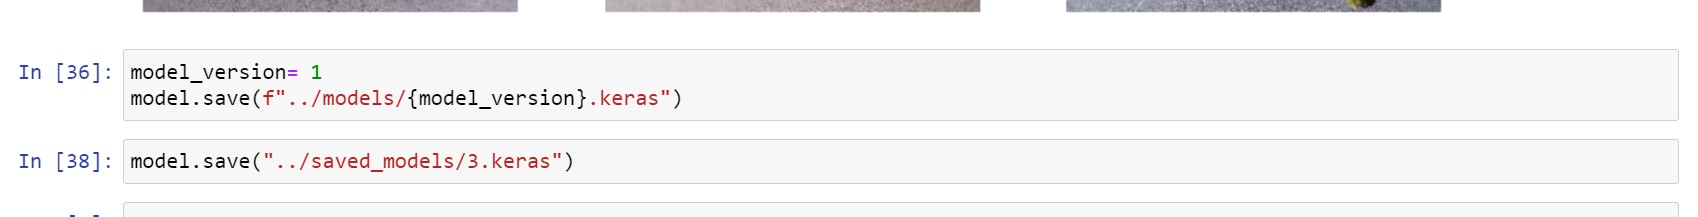 In [36]:
model_version= 1
model.save(f"../models/{model_version}.keras")
In [38]:
model.save("../saved_models/3.keras")